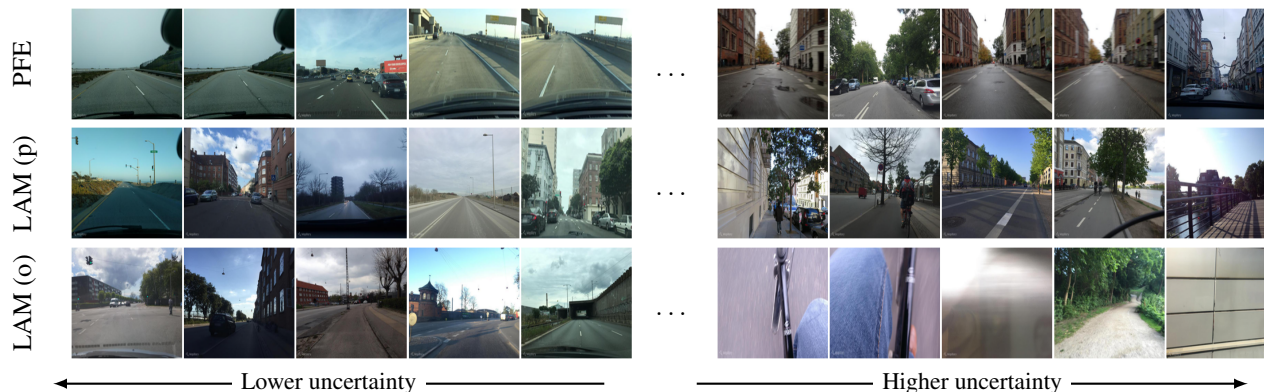 PFE
...
LAM (p)
...
LAM (o)
...
Lower uncertainty
Higher uncertainty